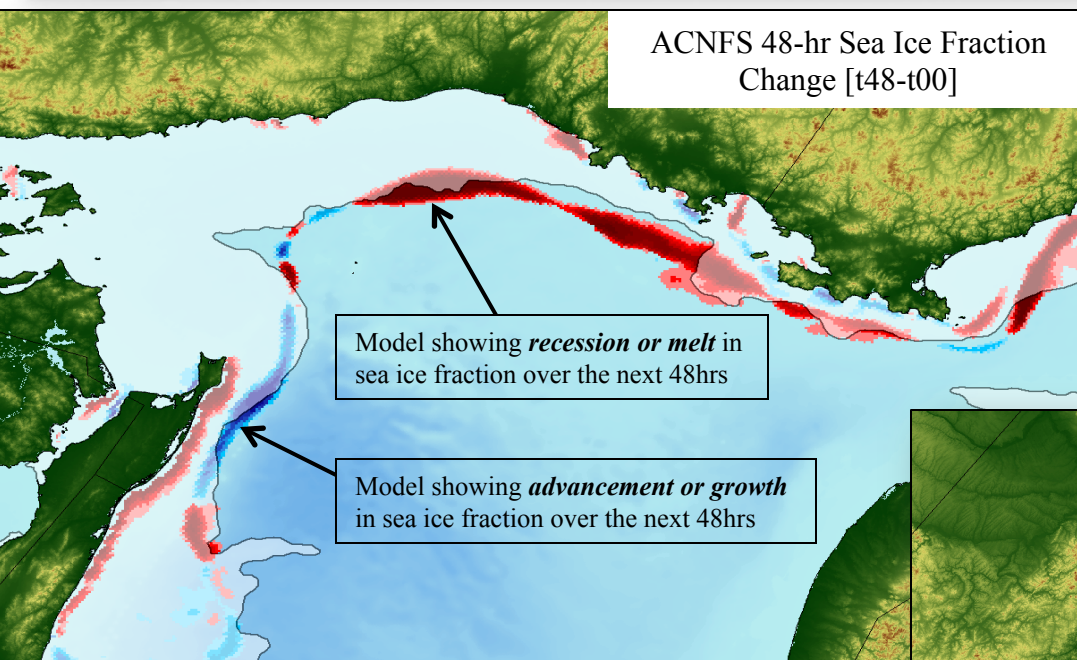 ACNFS 48-hr Sea Ice Fraction
Change [t48-t00]
Model showing recession or melt in
sea ice fraction over the next 48hrs
Model showing advancement or growth
in sea ice fraction over the next 48hrs